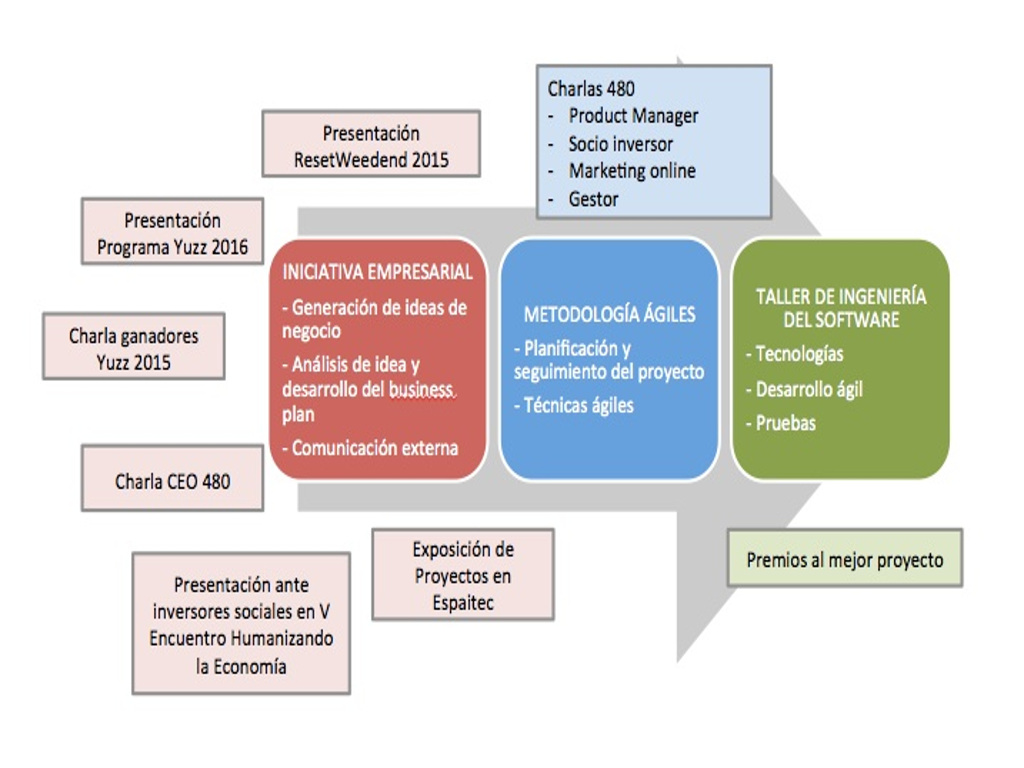 Charlas 480
- Product Manager
- Socio inversor
- Marketing online
- Gestor
Presentación
ResetWeedend 2015
Presentación
Programa Yuzz 2016
Charla ganadores
Yuzz 2015
Charla CEO 480
Presentación ante
inversores sociales en V
Encuentro Humanizando
la Economía
Exposición de
Proyectos en
Espaitec
INICIATIVA EMPRESARIAL
- Generación de ideas de
negocio
- Análisis de idea y
desarrollo del business
plan
- Comunicación externa
METODOLOGÍA ÁGILES
- Planificación y
seguimiento del proyecto
- Técnicas ágiles
TALLER DE INGENIERÍA
DEL SOFTWARE
- Tecnologías
- Desarrollo ágil
- Pruebas
Premios al mejor proyecto